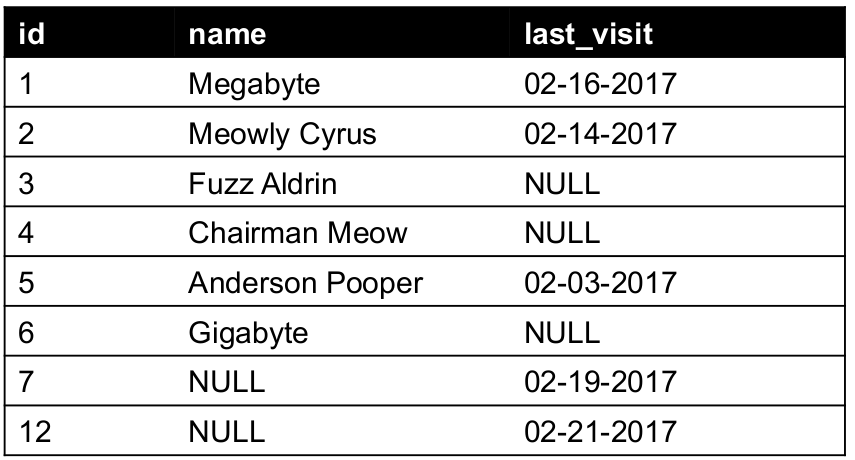 id name last_visit
1 Megabyte 02-16-2017
2 Meowly Cyrus 02-14-2017
3 Fuzz Aldrin NULL
4 Chairman Meow NULL
5 Anderson Pooper 02-03-2017
6 Gigabyte NULL
7 NULL 02-19-2017
12 NULL 02-21-2017